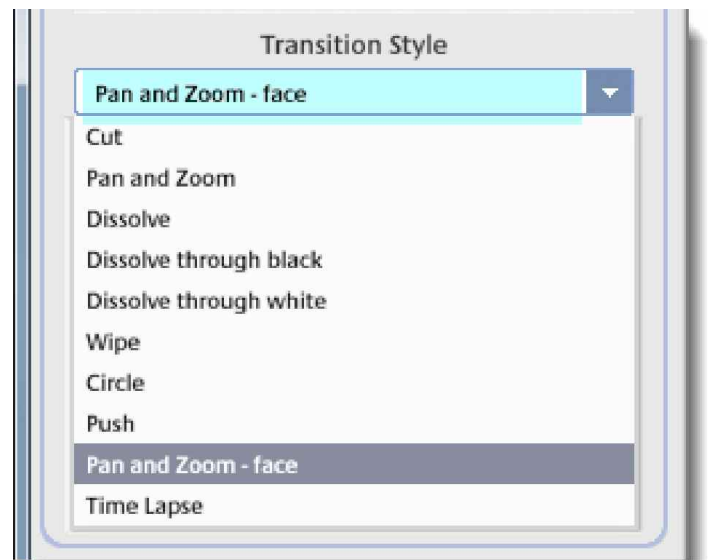 Transition Style
Pan and Zoom - face
Cut
Pan and Zoom
Dissolve
Dissolve through black
Dissolve through white
Wipe
Circle
Push
Pan and Zoom - face
Time Lapse